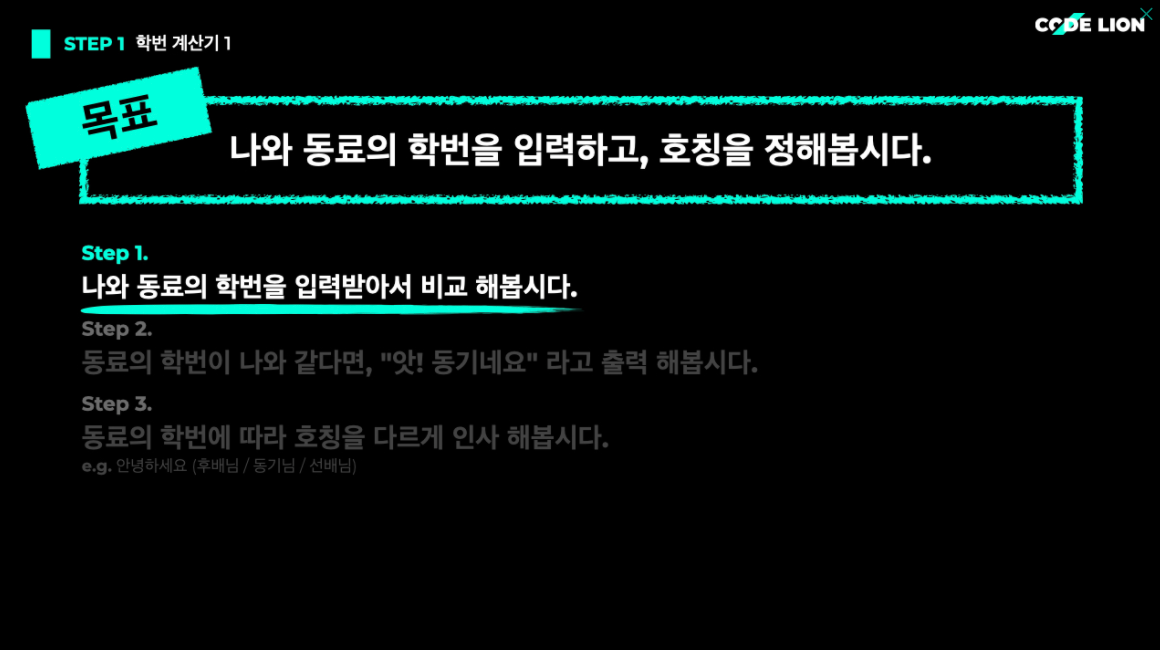 CODE LION
STEP 1 학번 계산기 1
목표
나와 동료의 학번을 입력하고, 호칭을 정해봅시다.
Step 1.
나와 동료의 학번을 입력받아서 비교 해봅시다.
Step 2.
동료의 학번이 나와 같다면, "앗! 동기네요" 라고 출력 해봅시다.
Step 3.
동료의 학번에 따라 호칭을 다르게 인사 해봅시다.
e.g. 안녕하세요 (후배님 / 동기님 / 선배님)